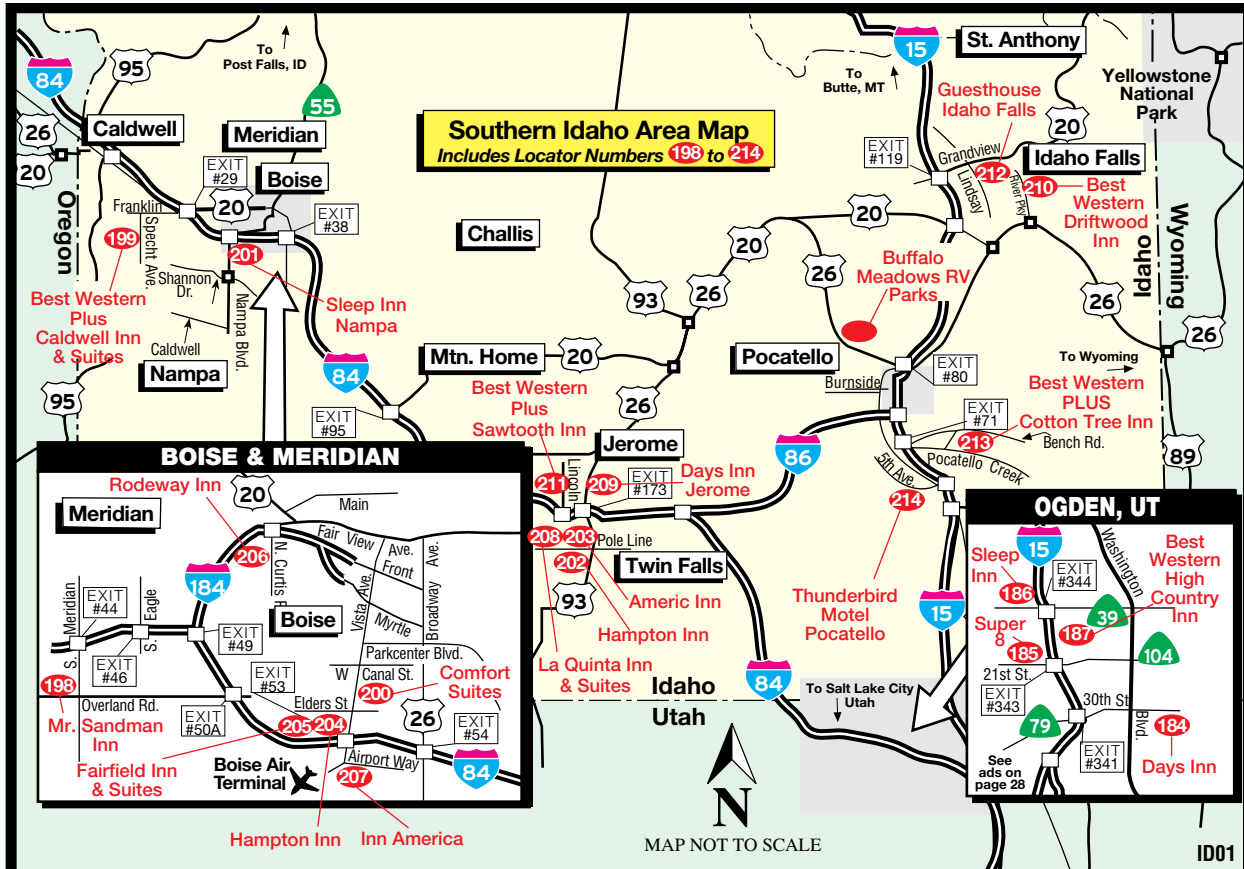 Southern Idaho Area Map
Includes Locator Numbers 198 to 214
84
95
To
Post Falls, ID
55
26
20
Caldwell
Meridian
Boise
EXIT
#29
20
EXIT
#38
Franklin
Specht Ave.
199
201
Oregon
Best Western
Plus
Caldwell Inn
& Suites
Shannon
Dr.
Nampa Blvd.
Caldwell
Nampa
Sleep Inn
Nampa
95
84
EXIT
#95
Challis
Mtn. Home
20
93
26
20
26
Best Western
Plus
Sawtooth Inn
Jerome
Lincoln
211
209
EXIT
#173
Days Inn
Jerome
208
203
Pole Line
202
Twin Falls
93
Americ Inn
Hampton Inn
La Quinta Inn
& Suites
86
84
Idaho
Utah
15
St. Anthony
To
Butte, MT
Yellowstone
National
Park
Guesthouse
Idaho Falls
20
EXIT
#119
Grandview
Lindsay
212
River Pky
210
Idaho Falls
Best
Western
Driftwood
Inn
20
26
Buffalo
Meadows RV
Parks
26
Idaho
Wyoming
26
To Wyoming
89
Pocatello
Burnside
EXIT
#80
EXIT
#71
Best Western
PLUS
Cotton Tree Inn
213
Bench Rd.
Pocatello Creek
5th Ave.
214
Thunderbird
Motel
Pocatello
15
To Salt Lake City
Utah
N
MAP NOT TO SCALE
ID01
BOISE & MERIDIAN
Rodeway Inn
20
Main
Meridian
206
N. Curtis R
Fair View
Ave.
Front
184
Boise
Vista Ave.
Myrtle
Broadway Ave.
S. Meridian
EXIT
#44
S. Eagle
EXIT
#46
EXIT
#49
Parkcenter Blvd.
W
Canal St.
200
Comfort
Suites
198
Overland Rd.
Mr. Sandman
Inn
EXIT
#50A
#53
Elders St
205
204
26
EXIT
#54
Fairfield Inn
& Suites
Boise Air
Terminal
Airport Way
207
84
Hampton Inn
Inn America
OGDEN, UT
15
Washington
Blvd.
Sleep
Inn
186
EXIT
#344
Best
Western
High
Country
Inn
39
Super
8
185
187
104
21st St.
EXIT
#343
30th St
79
184
EXIT
#341
Days Inn
See
ads on
page 28